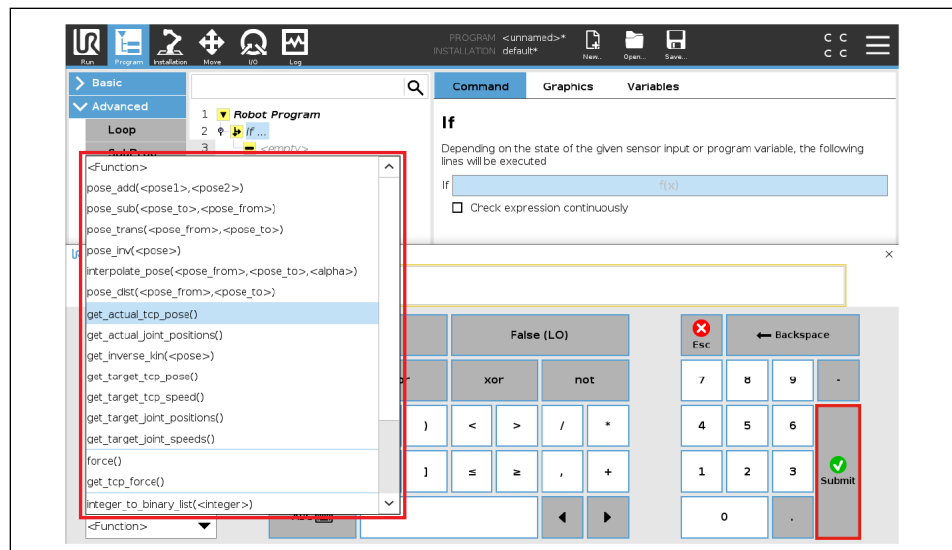 UR
PROGRAM <unnamed>*
INSTALLATION default*
C C
C C
Run Program Installation Move I/O Log New... Open... Save...
Basic
Advanced
Loop
Command Graphics Variables
1 Robot Program
2 If ...
3 <empty>
If
Depending on the state of the given sensor input or program variable, the following
lines will be executed
If f(x)
Check expression continuously
<Function>
pose_add(<pose1>,<pose2>)
pose_sub(<pose_to>,<pose_from>)
pose_trans(<pose_from>,<pose_to>)
pose_inv(<pose>)
interpolate_pose(<pose_from>,<pose_to>,<alpha>)
pose_dist(<pose_from>,<pose_to>)
get_actual_tcp_pose()
get_actual_joint_positions()
get_inverse_kin(<pose>)
get_target_tcp_pose()
get_target_tcp_speed()
get_target_joint_positions()
get_target_joint_speeds()
force()
get_tcp_force()
integer_to_binary_list(<integer>)
<Function>
False (LO)
Esc
Backspace
xor not 7 8 9 -
) < > / * 4 5 6
] ≤ ≥ , + 1 2 3
Submit
0 .